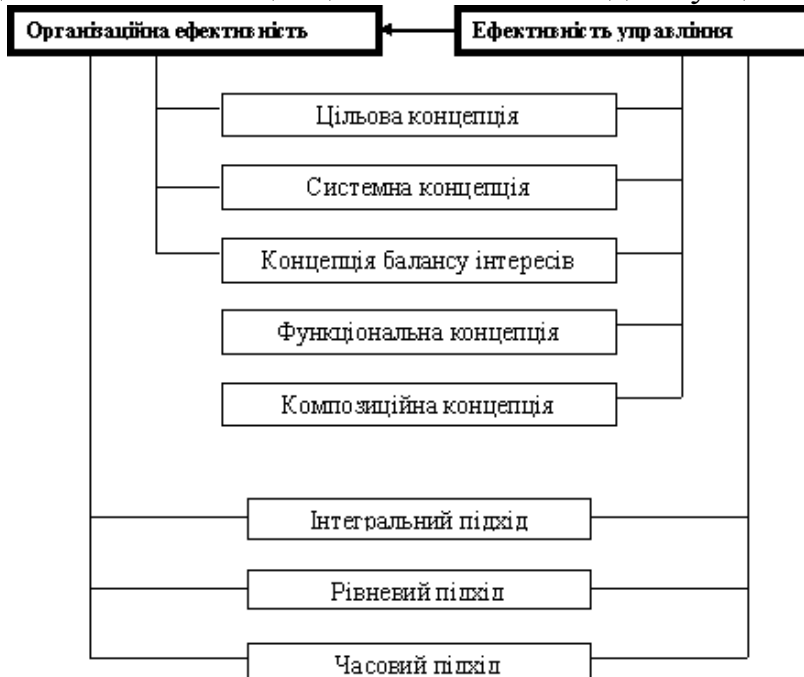 Організаційна ефективність
Ефективність управління
Цільова концепція
Системна концепція
Концепція балансу інтересів
Функціональна концепція
Композиційна концепція
Інтегральний підхід
Рівневий підхід
Часовий підхід